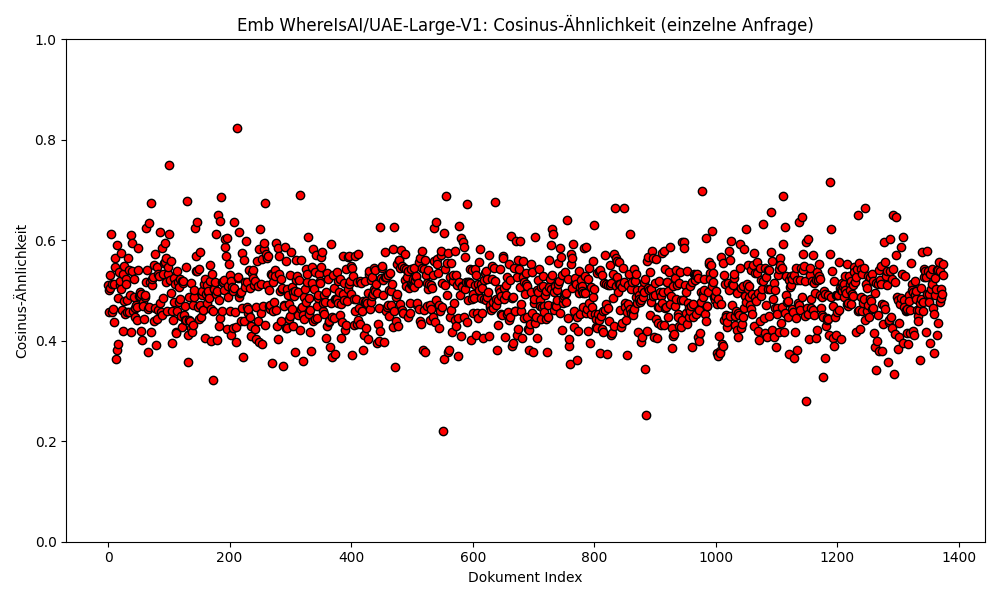 Emb WhereIsAI/UAE-Large-V1: Cosinus-Ähnlichkeit (einzelne Anfrage)
1.0
0.8
0.6
0.4
0.2
0.0
Cosinus-Ähnlichkeit
0 200 400 600 800 1000 1200 1400
Dokument Index